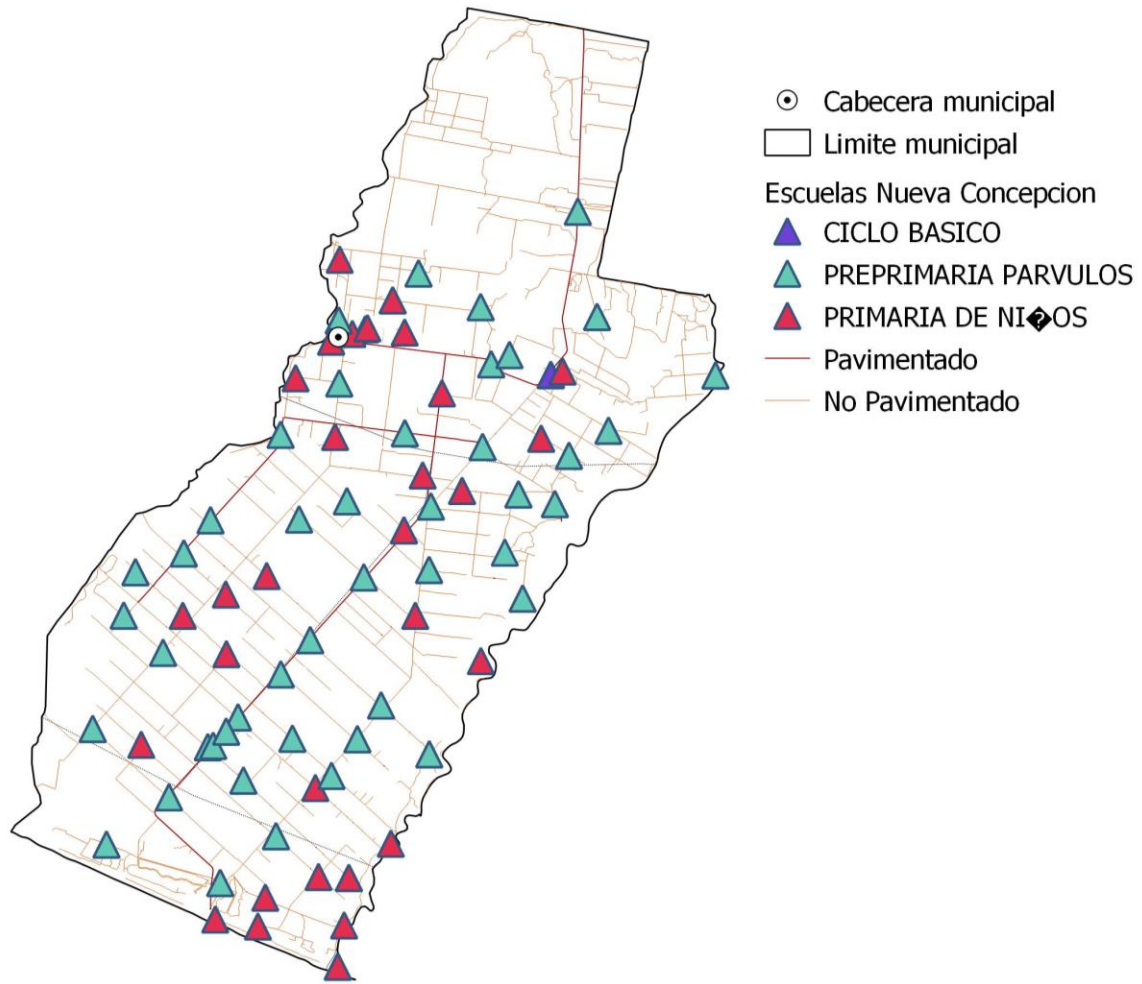 Cabecera municipal
Limite municipal
Escuelas Nueva Concepcion
CICLO BASICO
PREPRIMARIA PARVULOS
PRIMARIA DE NI�OS
Pavimentado
No Pavimentado